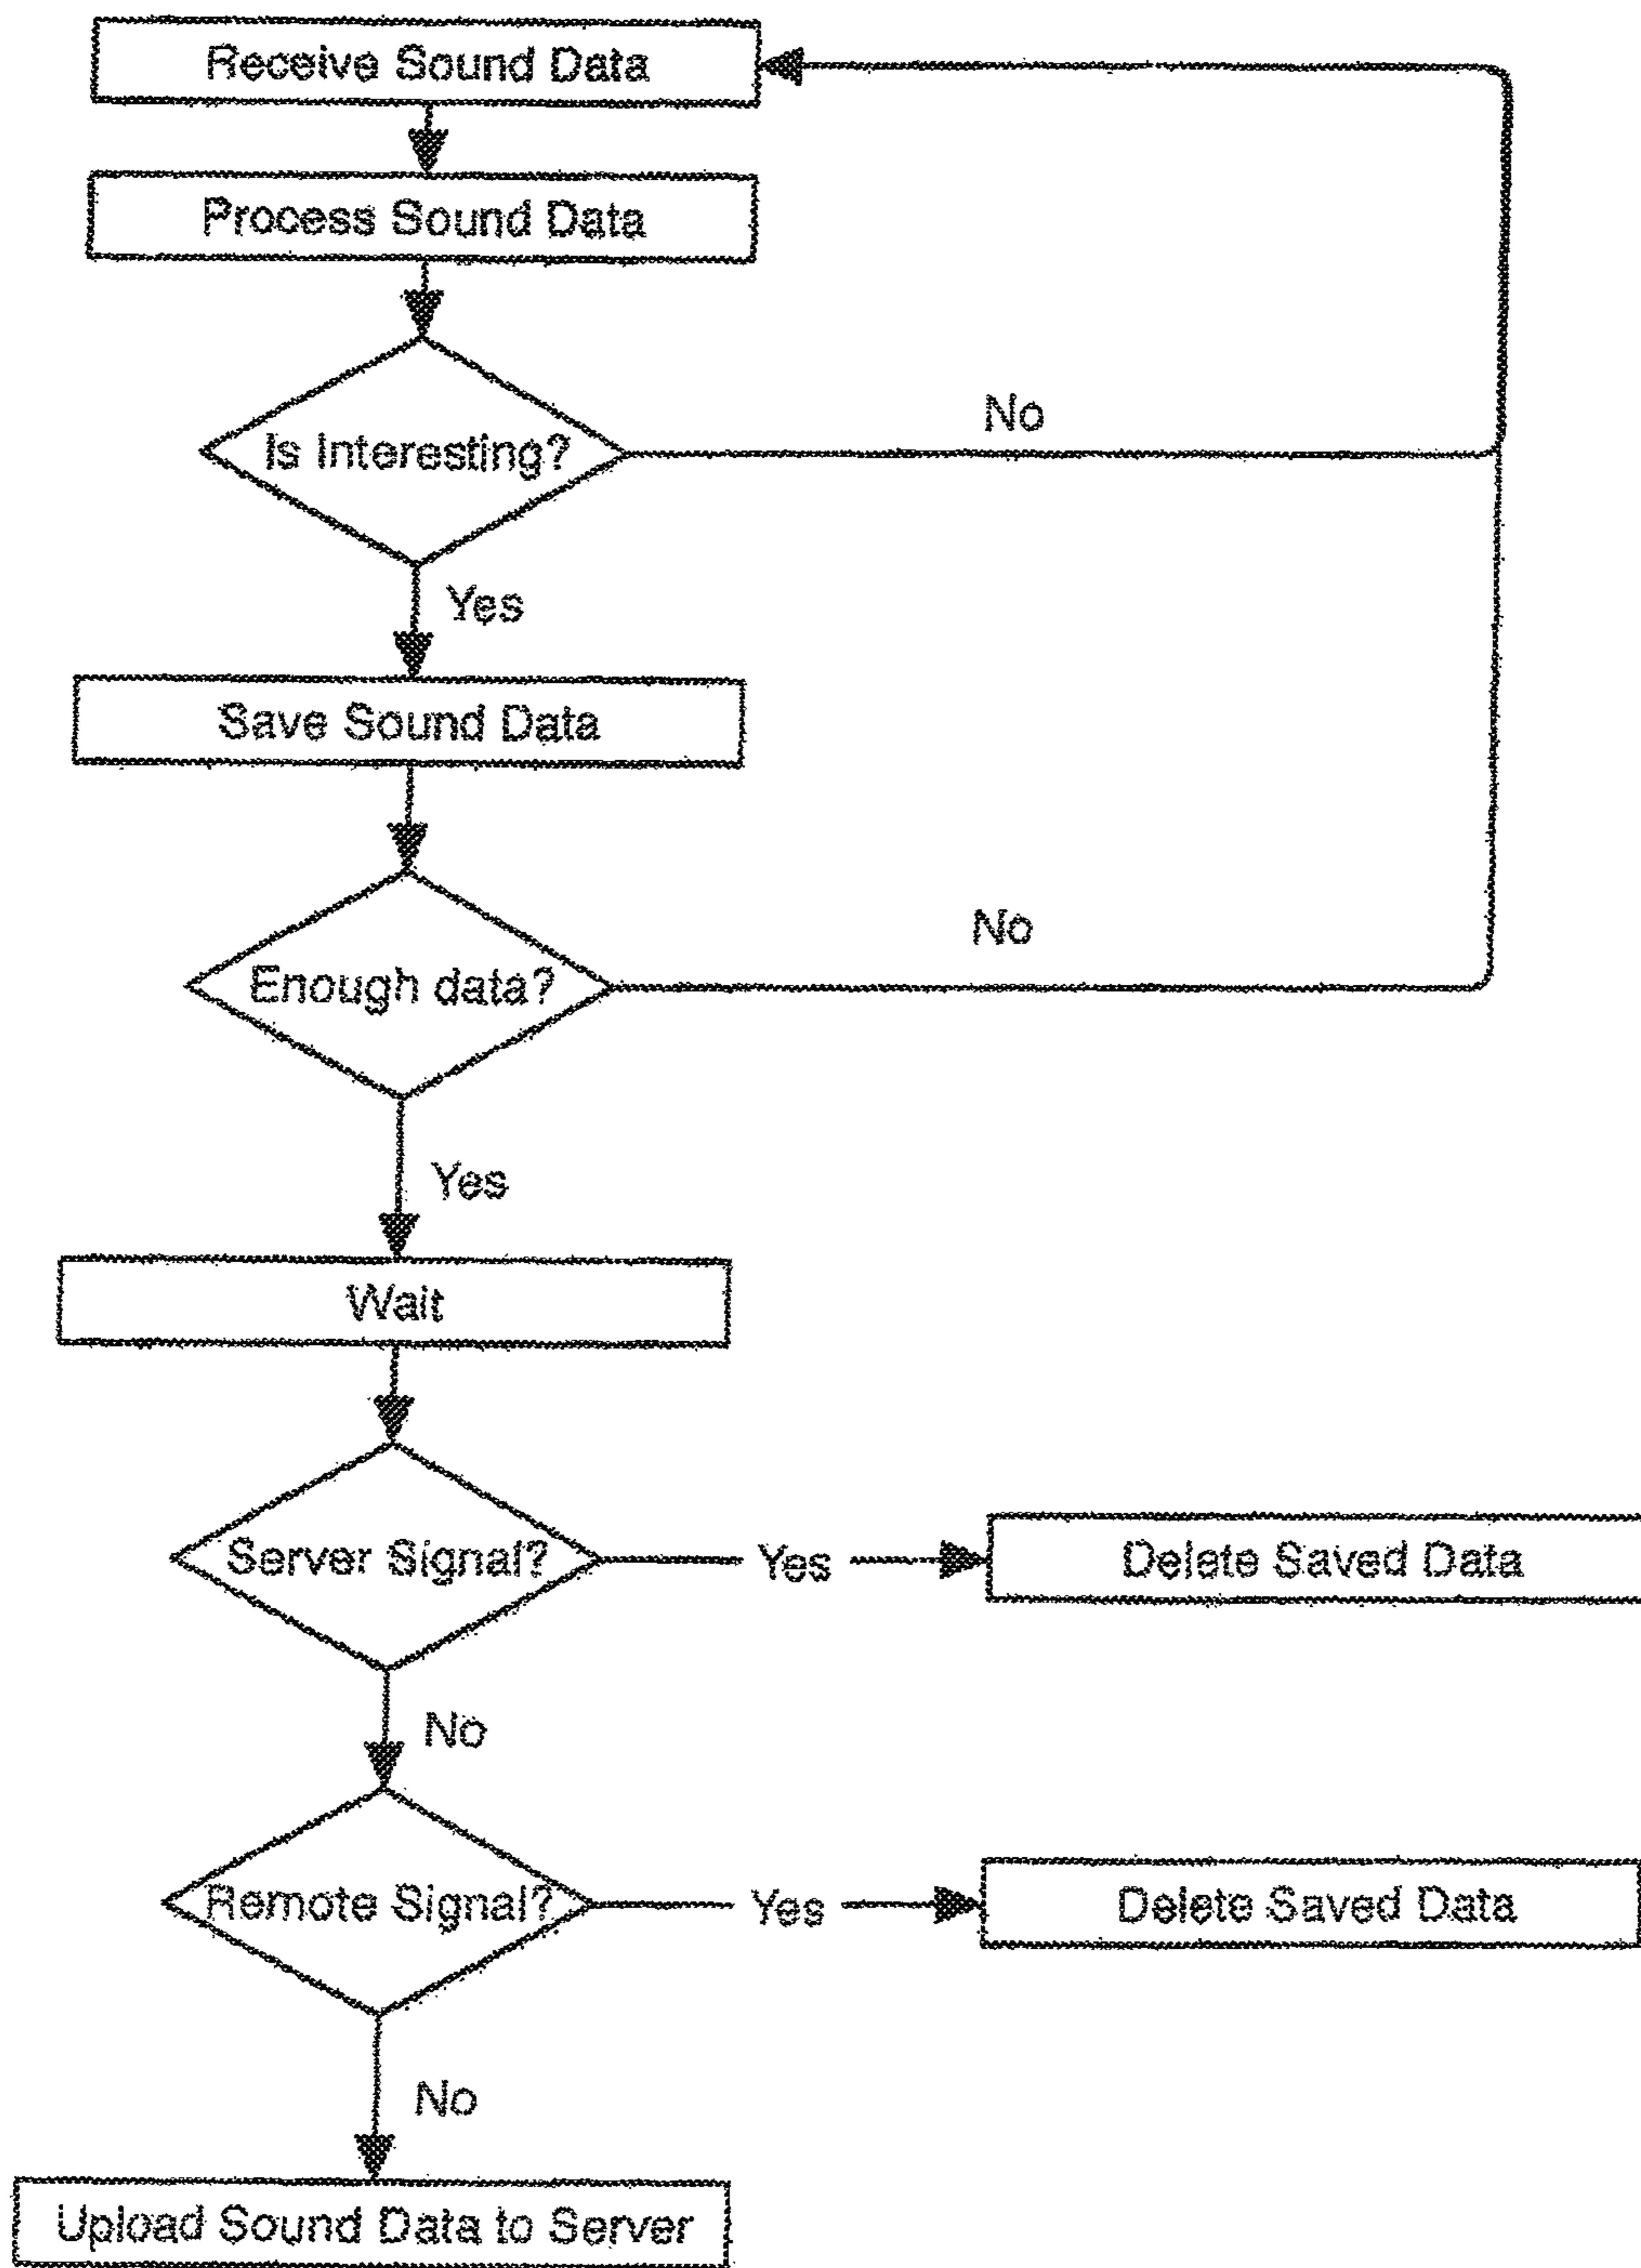 Receive Sound Data
Process Sound Data
Is Interesting?
No
Yes
Save Sound Data
Enough data?
No
Yes
Wait
Server Signal?
Yes
Delete Saved Data
No
Remote Signal?
Yes
Delete Saved Data
No
Upload Sound Data to Server